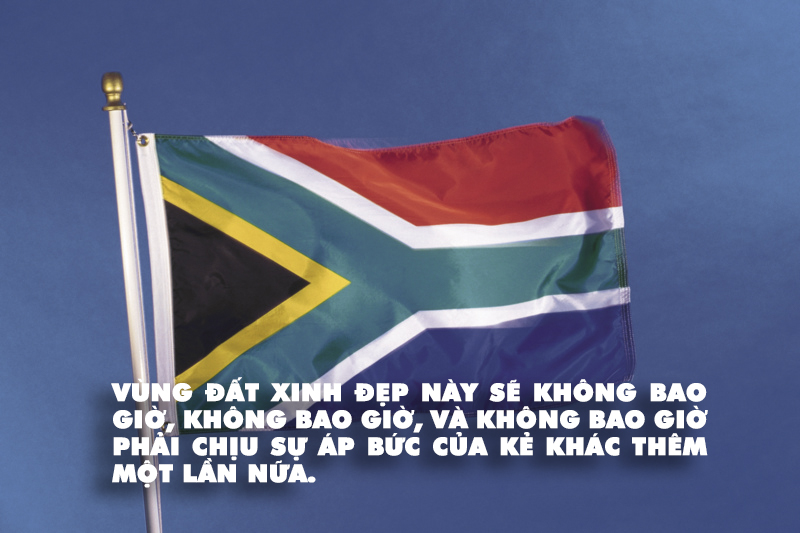 VÙNG ĐẤT XINH ĐẸP NÀY SẼ KHÔNG BAO
GIỜ, KHÔNG BAO GIỜ, VÀ KHÔNG BAO GIỜ
PHẢI CHỊU SỰ ÁP BỨC CỦA KẺ KHÁC THÊM
MỘT LẦN NỮA.